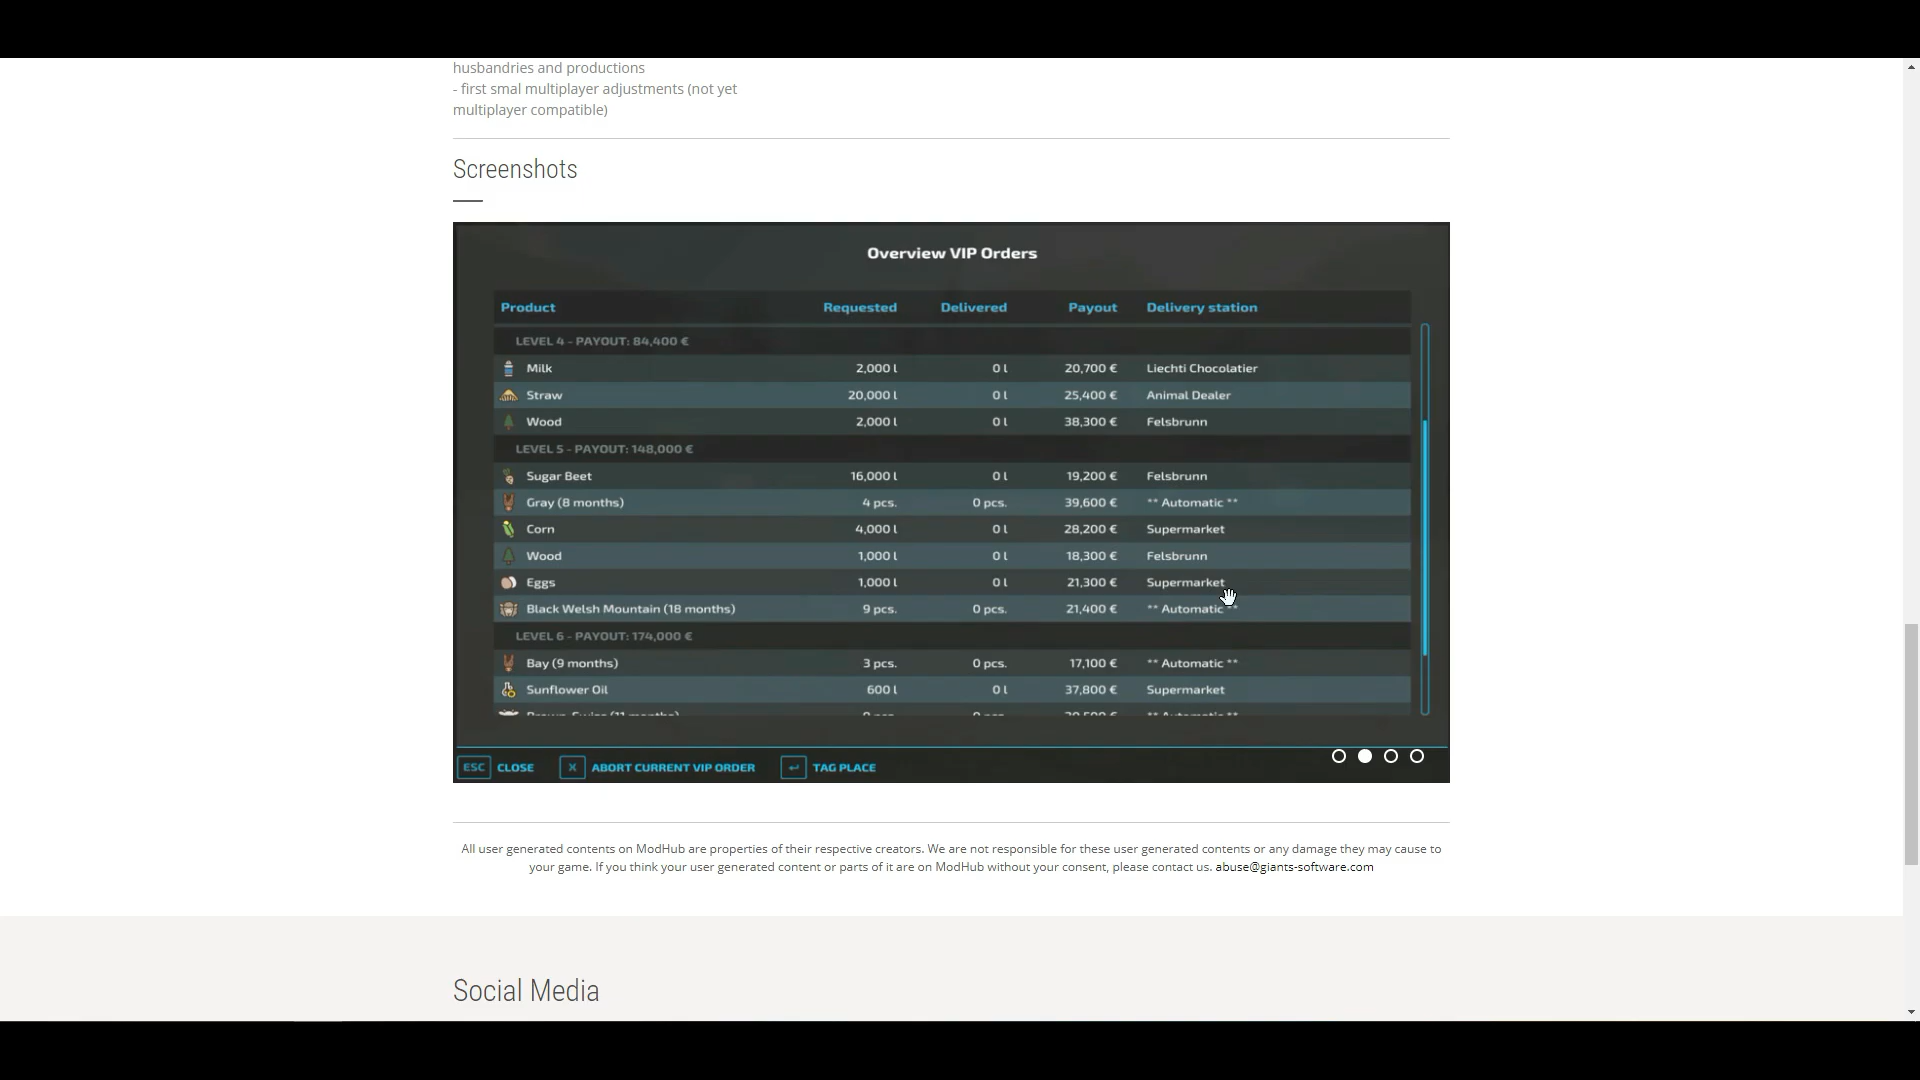 husbandries and productions
- first smal multiplayer adjustments (not yet
multiplayer compatible)
Screenshots
Overview VIP Orders
Product Requested Delivered Payout Delivery station
LEVEL 4 - PAYOUT: 84,400 €
Milk 2,000 l 0 l 20,700 € Liechti Chocolatier
Straw 20,000 l 0 l 25,400 € Animal Dealer
Wood 2,000 l 0 l 38,300 € Felsbrunn
LEVEL 5 - PAYOUT: 148,000 €
Sugar Beet 16,000 l 0 l 19,200 € Felsbrunn
Gray (8 months) 4 pcs. 0 pcs. 39,600 € ** Automatic **
Corn 4,000 l 0 l 28,200 € Supermarket
Wood 1,000 l 0 l 18,300 € Felsbrunn
Eggs 1,000 l 0 l 21,300 € Supermarket
Black Welsh Mountain (18 months) 9 pcs. 0 pcs. 21,400 € ** Automatic **
LEVEL 6 - PAYOUT: 174,000 €
Bay (9 months) 3 pcs. 0 pcs. 17,100 € ** Automatic **
Sunflower Oil 600 l 0 l 37,800 € Supermarket
ESC CLOSE X ABORT CURRENT VIP ORDER ↵ TAG PLACE
All user generated contents on ModHub are properties of their respective creators. We are not responsible for these user generated contents or any damage they may cause to
your game. If you think your user generated content or parts of it are on ModHub without your consent, please contact us. abuse@giants-software.com
Social Media